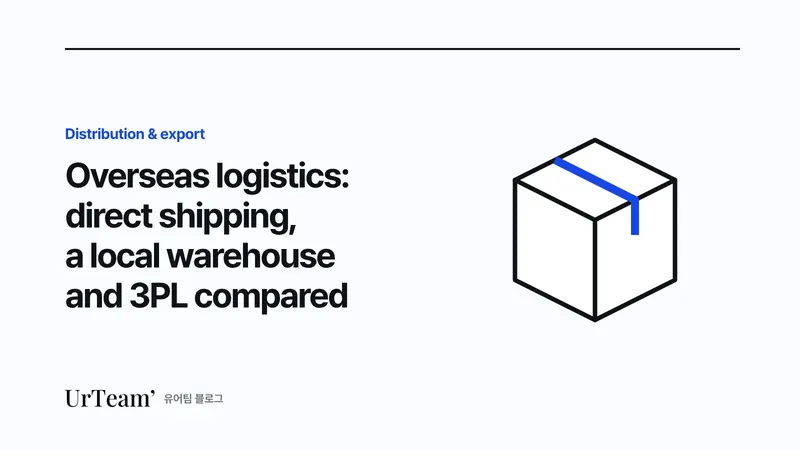 Distribution & export
Overseas logistics:
direct shipping,
a local warehouse
and 3PL compared
UrTeam’ 유어팀 블로그